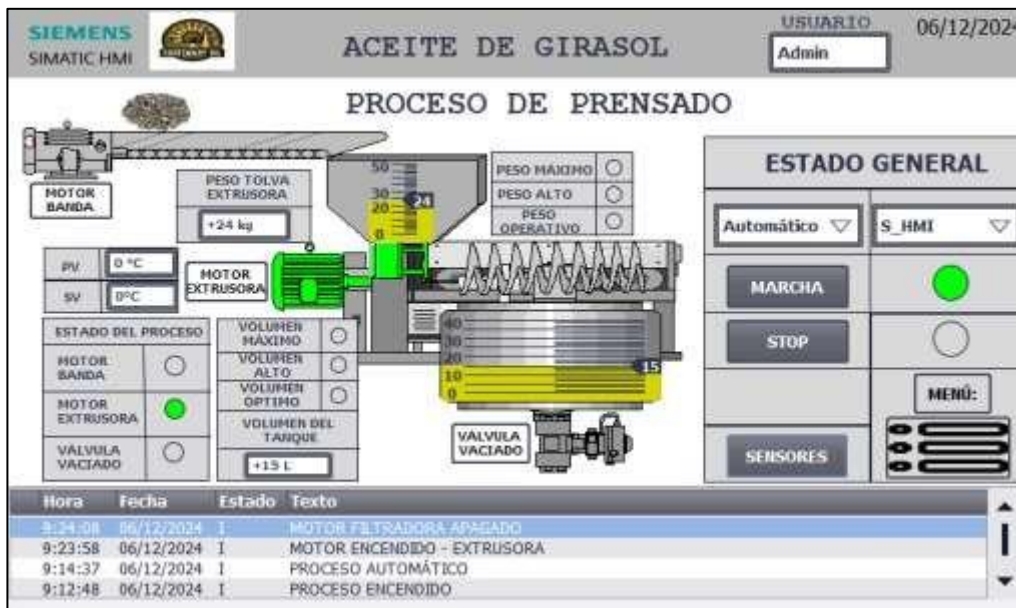 SIEMENS
SIMATIC HMI
ACEITE DE GIRASOL
USUARIO
Admin
06/12/2024
PROCESO DE PRENSADO
MOTOR
BANDA
PESO TOLVA
EXTRUSORA
+24 kg
50
30
20
0
24
PESO MÁXIMO
PESO ALTO
PESO
OPERATIVO
PV
0 °C
SV
0°C
MOTOR
EXTRUSORA
ESTADO DEL PROCESO
MOTOR
BANDA
MOTOR
EXTRUSORA
VÁLVULA
VACIADO
VOLUMEN
MÁXIMO
VOLUMEN
ALTO
VOLUMEN
ÓPTIMO
VOLUMEN DEL
TANQUE
+15 L
40
30
20
10
0
15
VÁLVULA
VACIADO
ESTADO GENERAL
Automático
S_HMI
MARCHA
STOP
MENÚ:
SENSORES
Hora Fecha Estado Texto
9:24:08 06/12/2024 I MOTOR FILTRADORA APAGADO
9:23:58 06/12/2024 I MOTOR ENCENDIDO - EXTRUSORA
9:14:37 06/12/2024 I PROCESO AUTOMÁTICO
9:12:48 06/12/2024 I PROCESO ENCENDIDO